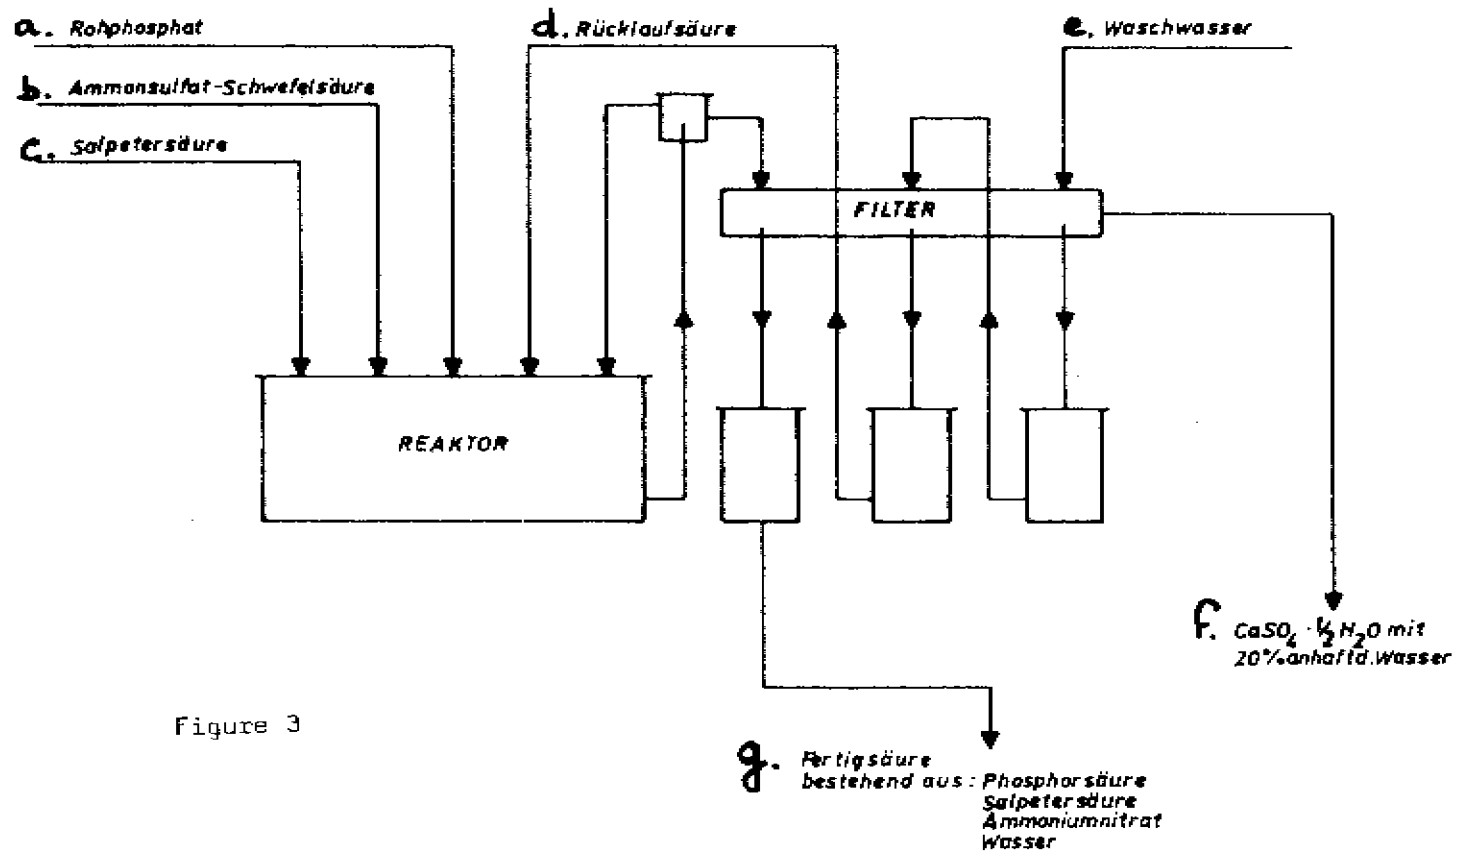 a. Rohphosphat
d. Rücklaufsäure
e. Waschwasser
b. Ammonsulfat-Schwefelsäure
c. Salpetersäure
FILTER
REAKTOR
f. CaSO₄ · ½ H₂O mit
20% anhaftd. Wasser
Figure 3
g. Fertigsäure
bestehend aus : Phosphorsäure
Salpetersäure
Ammoniumnitrat
Wasser